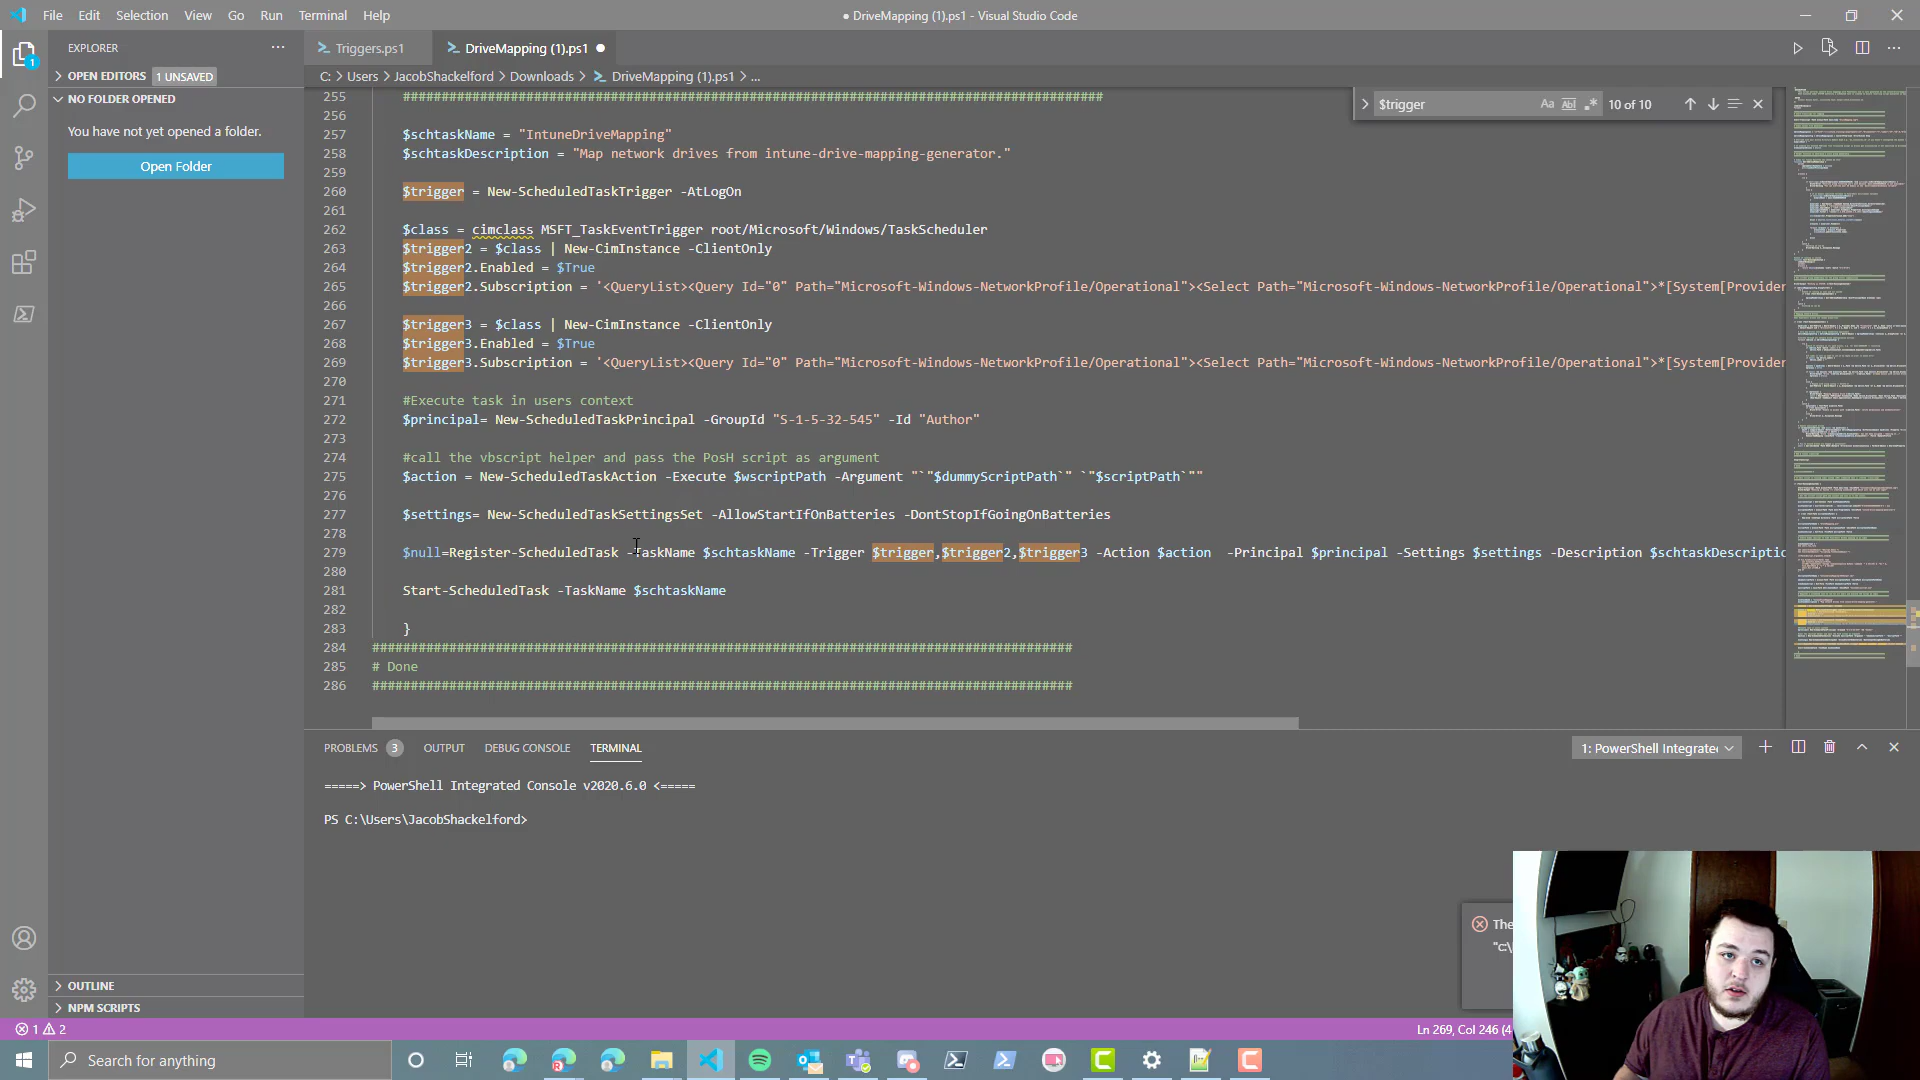 File Edit Selection View Go Run Terminal Help
● DriveMapping (1).ps1 - Visual Studio Code
EXPLORER
OPEN EDITORS 1 UNSAVED
NO FOLDER OPENED
You have not yet opened a folder.
Open Folder
OUTLINE
NPM SCRIPTS
1
Triggers.ps1
DriveMapping (1).ps1
C: > Users > JacobShackelford > Downloads > DriveMapping (1).ps1 > ...
$trigger Aa Abl .* 10 of 10
255 ###########################################################################################
256
257 $schtaskName = "IntuneDriveMapping"
258 $schtaskDescription = "Map network drives from intune-drive-mapping-generator."
259
260 $trigger = New-ScheduledTaskTrigger -AtLogOn
261
262 $class = cimclass MSFT_TaskEventTrigger root/Microsoft/Windows/TaskScheduler
263 $trigger2 = $class | New-CimInstance -ClientOnly
264 $trigger2.Enabled = $True
265 $trigger2.Subscription = '<QueryList><Query Id="0" Path="Microsoft-Windows-NetworkProfile/Operational"><Select Path="Microsoft-Windows-NetworkProfile/Operational">*[System[Provider
266
267 $trigger3 = $class | New-CimInstance -ClientOnly
268 $trigger3.Enabled = $True
269 $trigger3.Subscription = '<QueryList><Query Id="0" Path="Microsoft-Windows-NetworkProfile/Operational"><Select Path="Microsoft-Windows-NetworkProfile/Operational">*[System[Provider
270
271 #Execute task in users context
272 $principal= New-ScheduledTaskPrincipal -GroupId "S-1-5-32-545" -Id "Author"
273
274 #call the vbscript helper and pass the PosH script as argument
275 $action = New-ScheduledTaskAction -Execute $wscriptPath -Argument "`"$dummyScriptPath`" `"$scriptPath`""
276
277 $settings= New-ScheduledTaskSettingsSet -AllowStartIfOnBatteries -DontStopIfGoingOnBatteries
278
279 $null=Register-ScheduledTask -TaskName $schtaskName -Trigger $trigger,$trigger2,$trigger3 -Action $action  -Principal $principal -Settings $settings -Description $schtaskDescriptio
280
281 Start-ScheduledTask -TaskName $schtaskName
282
283 }
284 ###########################################################################################
285 # Done
286 ###########################################################################################
PROBLEMS 3 OUTPUT DEBUG CONSOLE TERMINAL
1: PowerShell Integrate
=====> PowerShell Integrated Console v2020.6.0 <=====
PS C:\Users\JacobShackelford>
The
"c:\
1 2
Ln 269, Col 246 (4
Search for anything